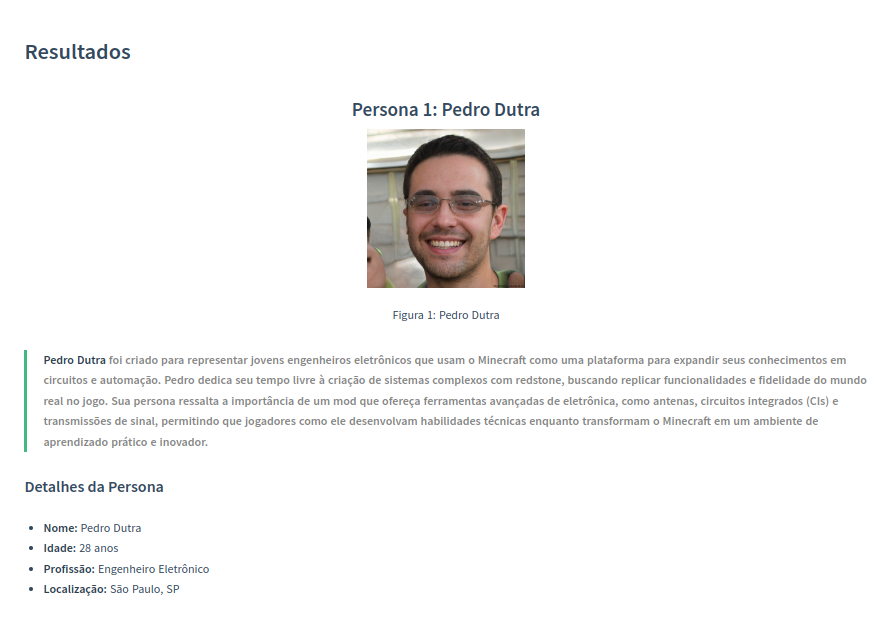 Resultados
Persona 1: Pedro Dutra
Figura 1: Pedro Dutra
Pedro Dutra foi criado para representar jovens engenheiros eletrônicos que usam o Minecraft como uma plataforma para expandir seus conhecimentos em
circuitos e automação. Pedro dedica seu tempo livre à criação de sistemas complexos com redstone, buscando replicar funcionalidades e fidelidade do mundo
real no jogo. Sua persona ressalta a importância de um mod que ofereça ferramentas avançadas de eletrônica, como antenas, circuitos integrados (CIs) e
transmissões de sinal, permitindo que jogadores como ele desenvolvam habilidades técnicas enquanto transformam o Minecraft em um ambiente de
aprendizado prático e inovador.
Detalhes da Persona
• Nome: Pedro Dutra
• Idade: 28 anos
• Profissão: Engenheiro Eletrônico
• Localização: São Paulo, SP